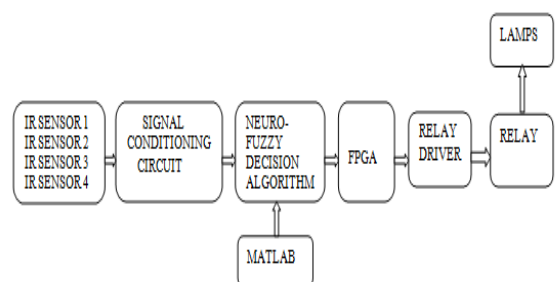 LAMPS
IR SENSOR 1
IR SENSOR 2
IR SENSOR 3
IR SENSOR 4
SIGNAL
CONDITIONING
CIRCUIT
NEURO-
FUZZY
DECISION
ALGORITHM
FPGA
RELAY
DRIVER
RELAY
MATLAB